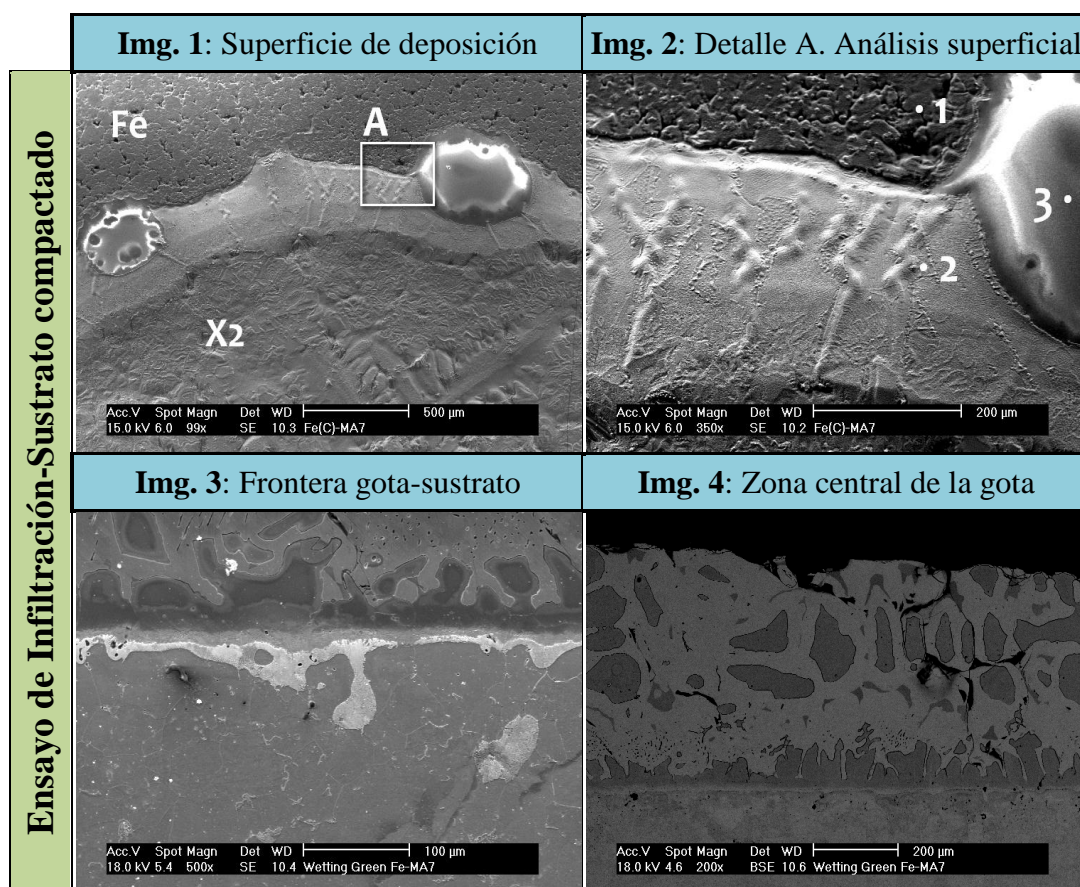 Ensayo de Infiltración-Sustrato compactado
Img. 1: Superficie de deposición
Img. 2: Detalle A. Análisis superficial
Fe
A
X2
Acc.V Spot Magn Det WD 500 µm
15.0 kV 6.0 99x SE 10.3 Fe(C)-MA7
1
2
3
Acc.V Spot Magn Det WD 200 µm
15.0 kV 6.0 350x SE 10.2 Fe(C)-MA7
Img. 3: Frontera gota-sustrato
Img. 4: Zona central de la gota
Acc.V Spot Magn Det WD 100 µm
18.0 kV 5.4 500x SE 10.4 Wetting Green Fe-MA7
Acc.V Spot Magn Det WD 200 µm
18.0 kV 4.6 200x BSE 10.6 Wetting Green Fe-MA7